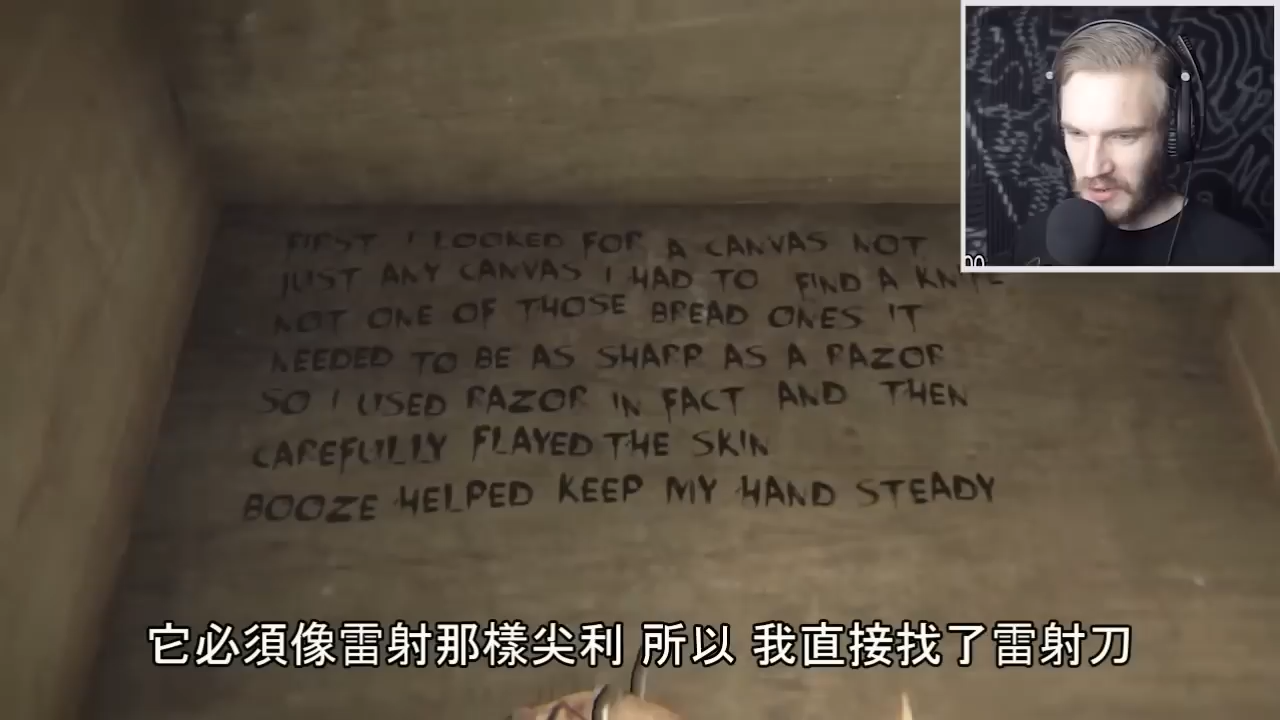 FIRST I LOOKED FOR A CANVAS NOT
JUST ANY CANVAS I HAD TO FIND A KNIFE
NOT ONE OF THOSE BREAD ONES IT
NEEDED TO BE AS SHARP AS A RAZOR
SO I USED RAZOR IN FACT AND THEN
CAREFULLY FLAYED THE SKIN
BOOZE HELPED KEEP MY HAND STEADY
它必須像雷射那樣尖利 所以 我直接找了雷射刀